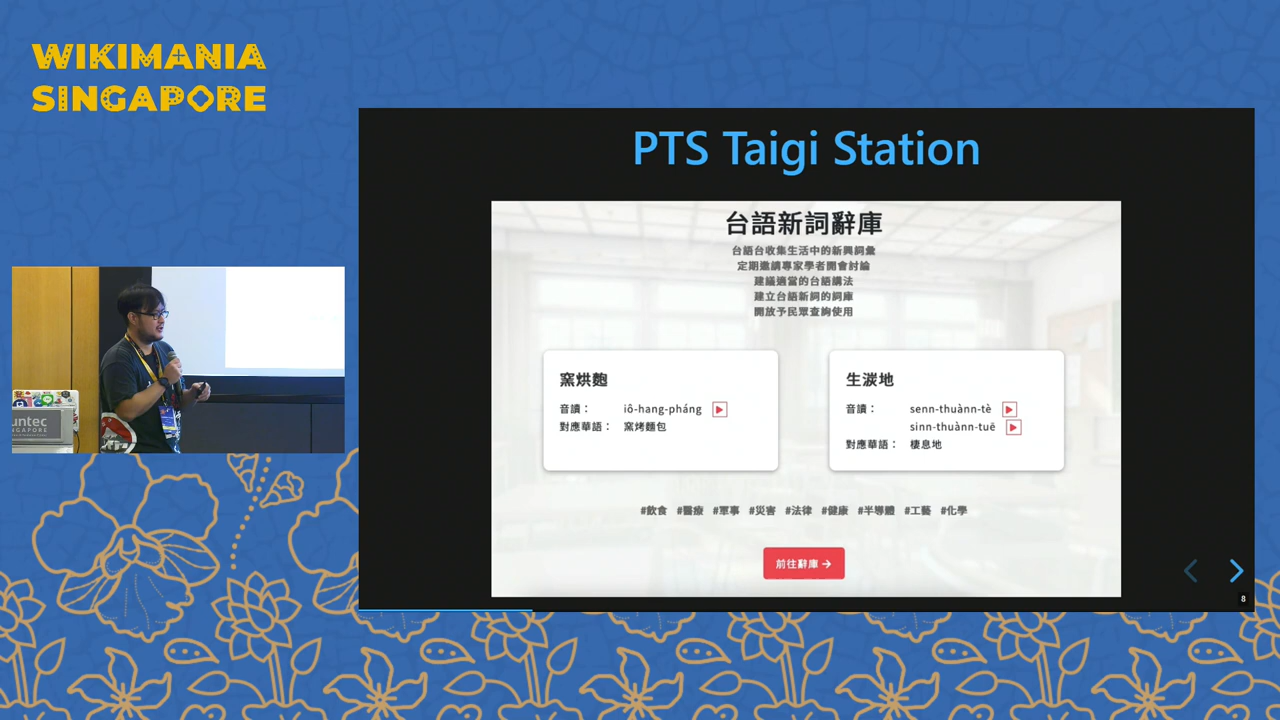 WIKIMANIA
SINGAPORE
PTS Taigi Station
台語新詞辭庫
台語台收集生活中的新興詞彙
定期邀請專家學者開會討論
建議適當的台語講法
建立台語新詞的詞庫
開放予民眾查詢使用
窯烘麭
音讀： iô-hang-pháng
對應華語： 窯烤麵包
生湠地
音讀： senn-thuànn-tè
sinn-thuànn-tuē
對應華語： 棲息地
#飲食 #醫療 #軍事 #災害 #法律 #健康 #半導體 #工藝 #化學
前往辭庫 →
8
untec